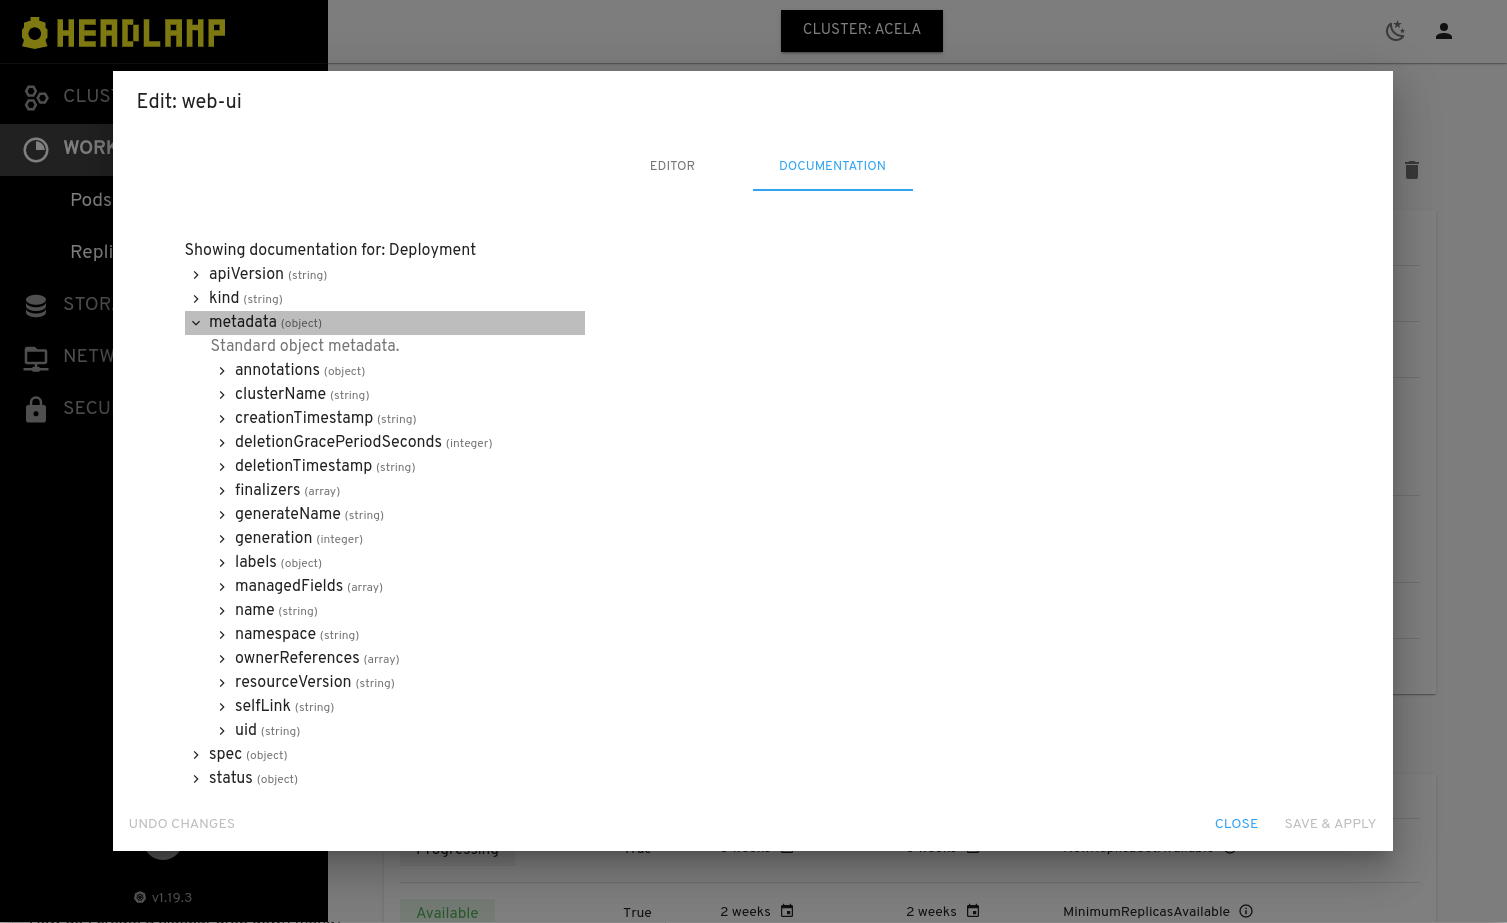 HEADLAMP
CLUSTER: ACELA
CLUST
WORK
Pods
Repli
STOR
NETW
SECU
Edit: web-ui
EDITOR
DOCUMENTATION
Showing documentation for: Deployment
apiVersion (string)
kind (string)
metadata (object)
Standard object metadata.
annotations (object)
clusterName (string)
creationTimestamp (string)
deletionGracePeriodSeconds (integer)
deletionTimestamp (string)
finalizers (array)
generateName (string)
generation (integer)
labels (object)
managedFields (array)
name (string)
namespace (string)
ownerReferences (array)
resourceVersion (string)
selfLink (string)
uid (string)
spec (object)
status (object)
UNDO CHANGES
CLOSE
SAVE & APPLY
Progressing
True
v1.19.3
Available
True
2 weeks
2 weeks
MinimumReplicasAvailable